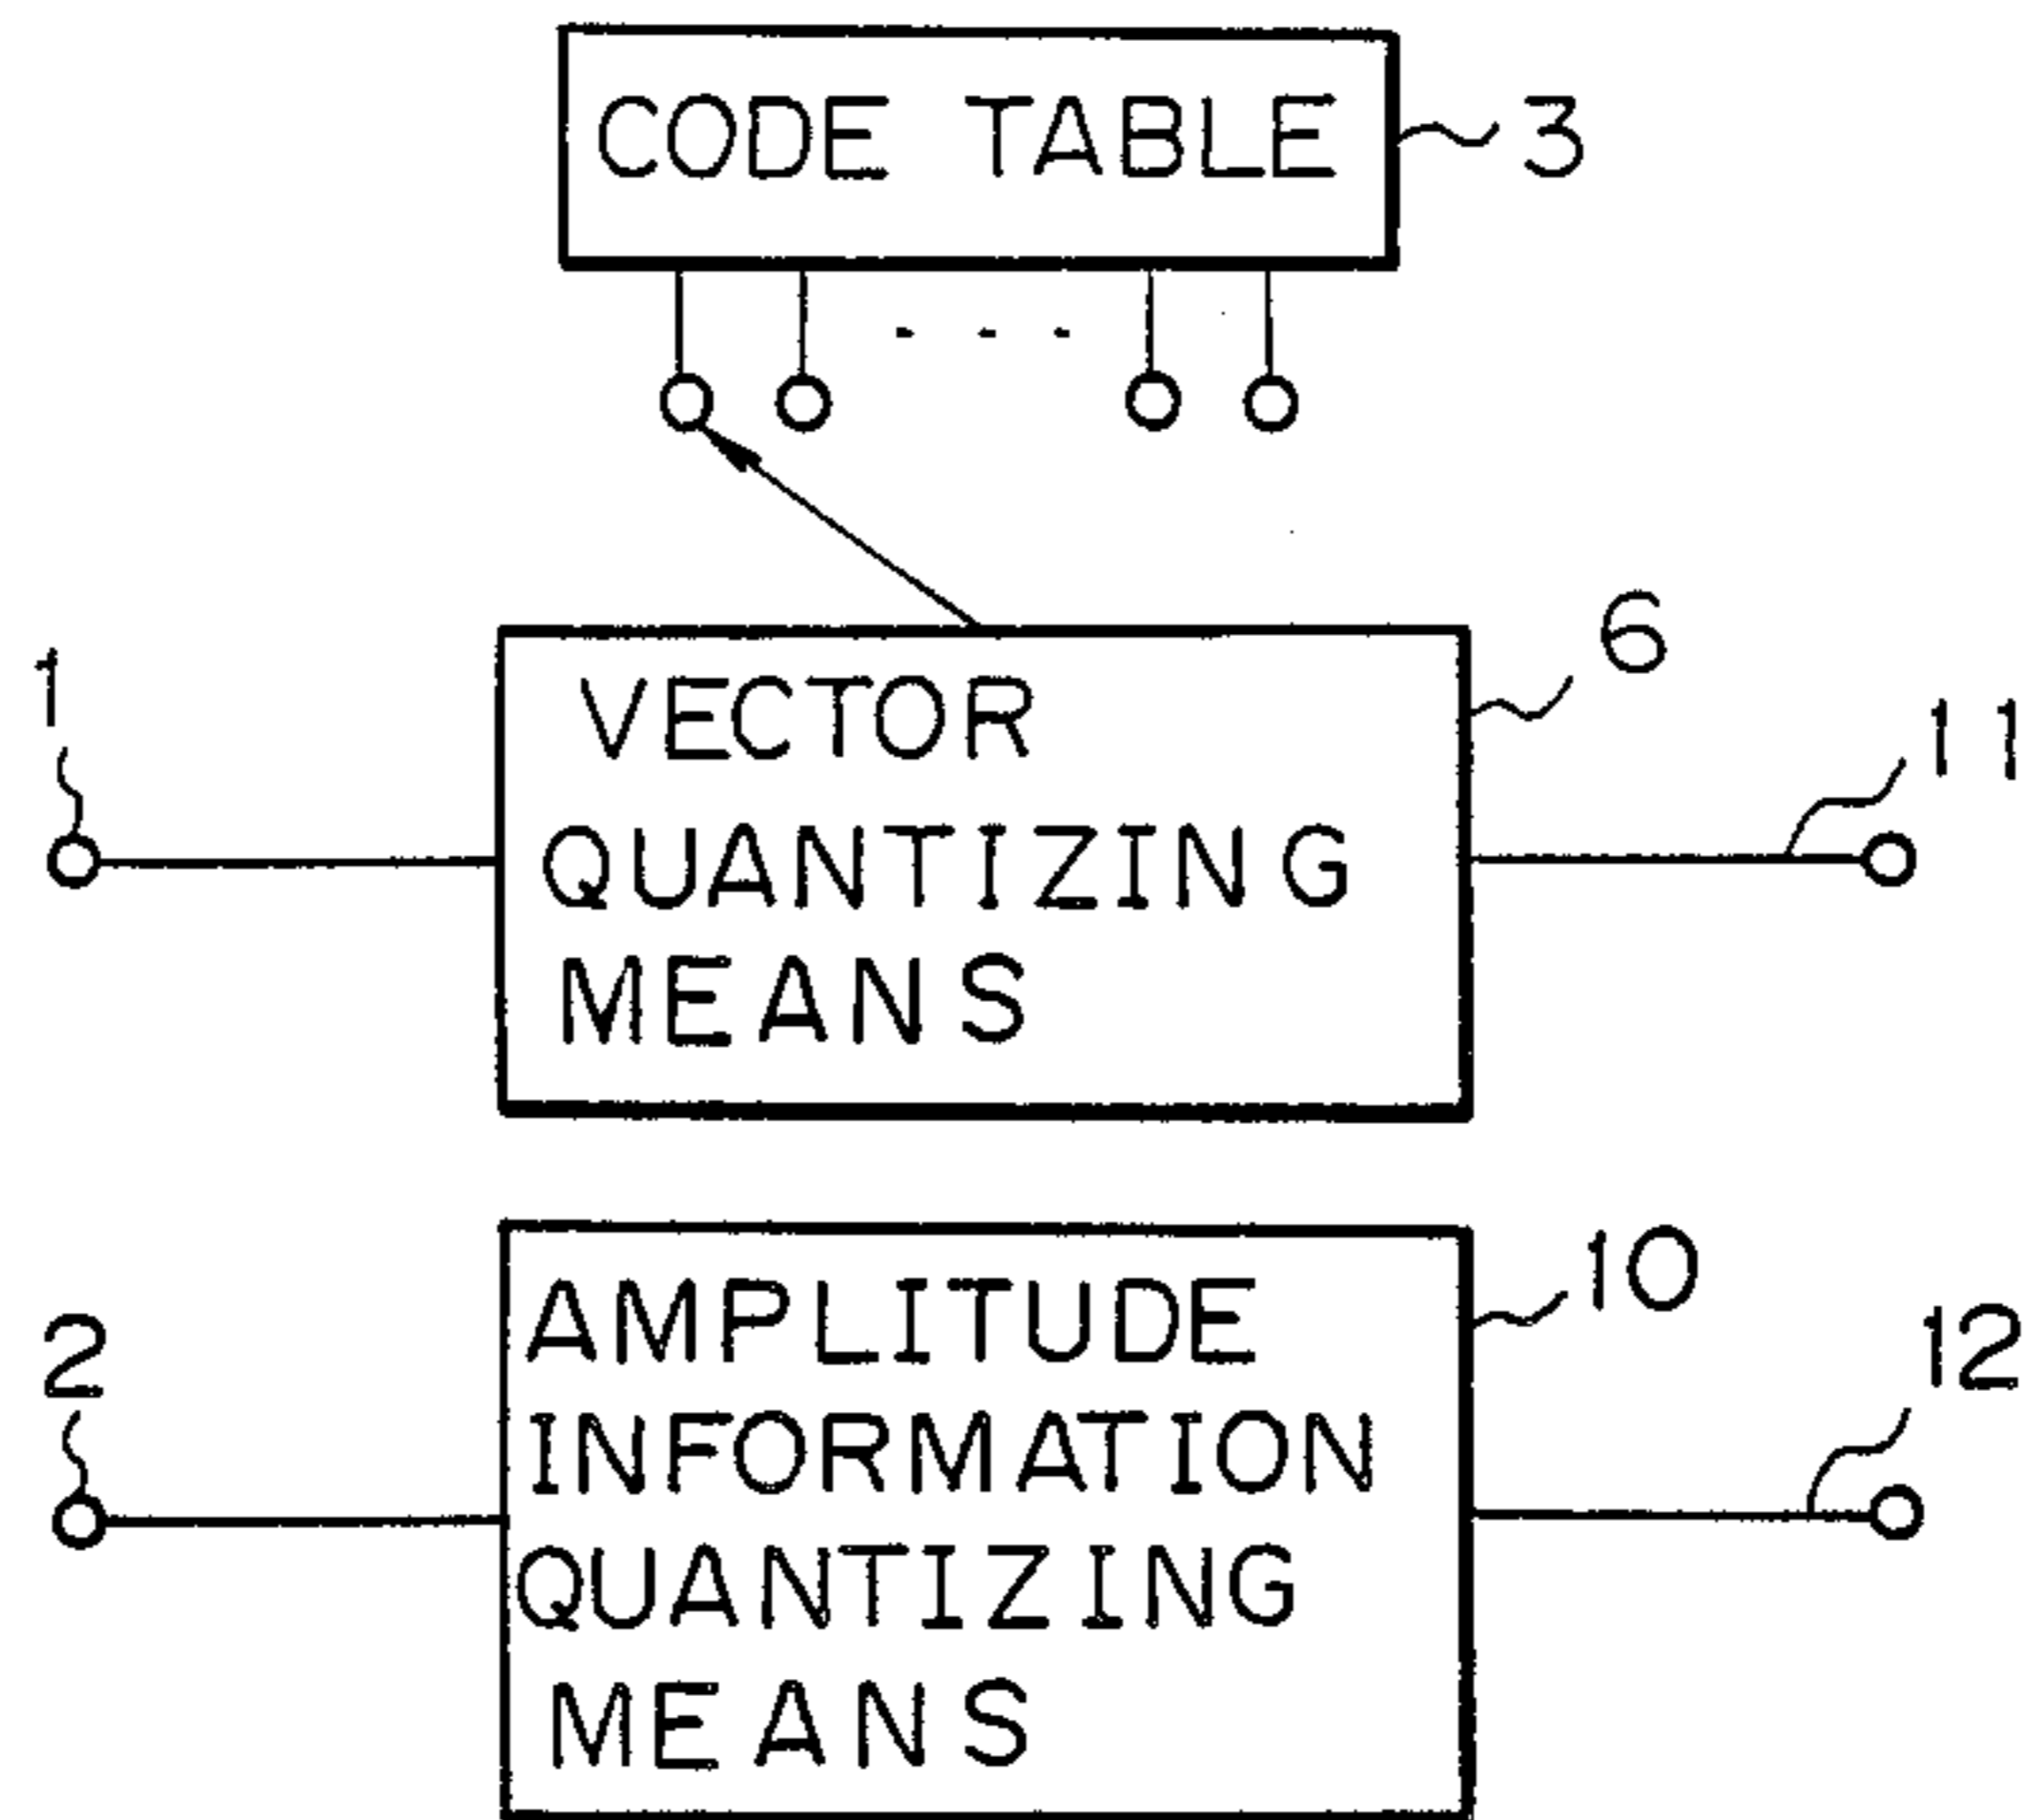 CODE TABLE
3
6
1
VECTOR
QUANTIZING
MEANS
11
10
2
AMPLITUDE
INFORMATION
QUANTIZING
MEANS
12